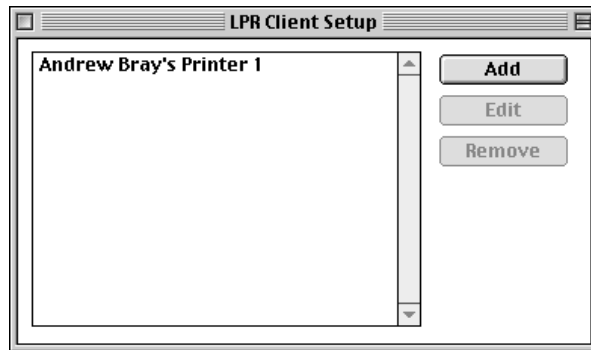 LPR Client Setup
Andrew Bray's Printer 1
Add
Edit
Remove